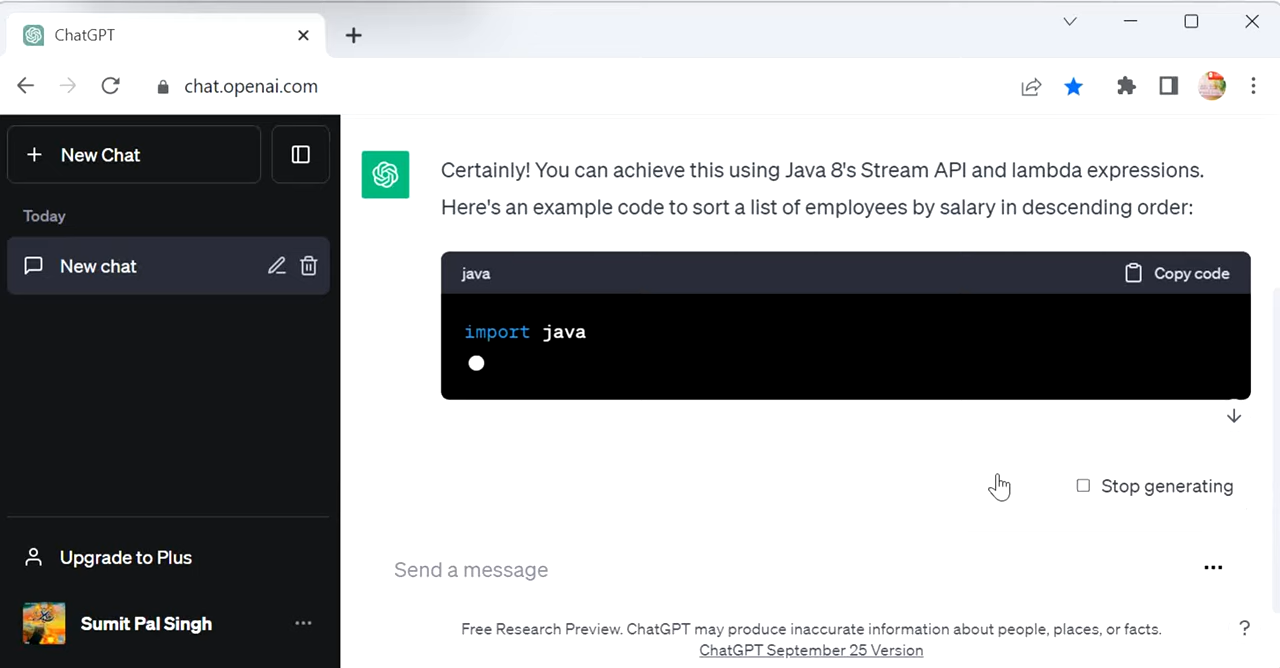 ChatGPT
chat.openai.com
New Chat
Today
New chat
Upgrade to Plus
Sumit Pal Singh
Certainly! You can achieve this using Java 8's Stream API and lambda expressions.
Here's an example code to sort a list of employees by salary in descending order:
java
Copy code
import java
Stop generating
Send a message
Free Research Preview. ChatGPT may produce inaccurate information about people, places, or facts.
ChatGPT September 25 Version
?